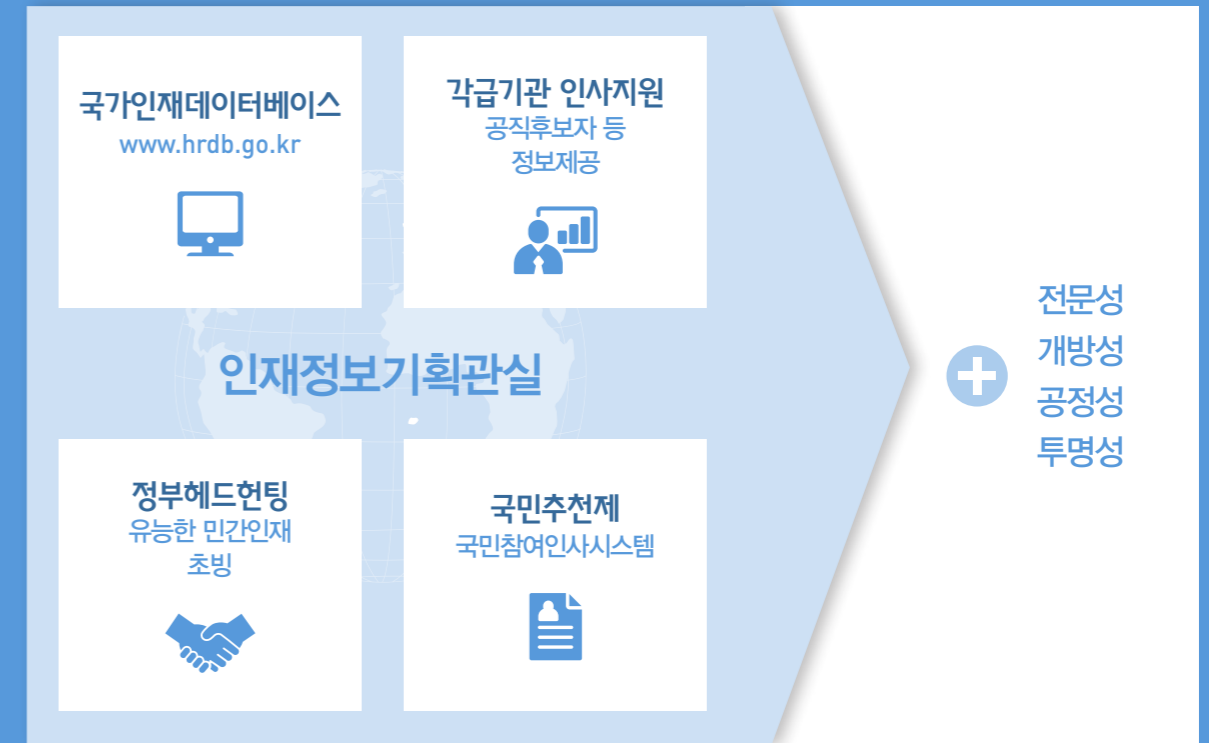 국가인재데이터베이스
www.hrdb.go.kr
각급기관 인사지원
공직후보자 등
정보제공
인재정보기획관실
정부헤드헌팅
유능한 민간인재
초빙
국민추천제
국민참여인사시스템
전문성
개방성
공정성
투명성